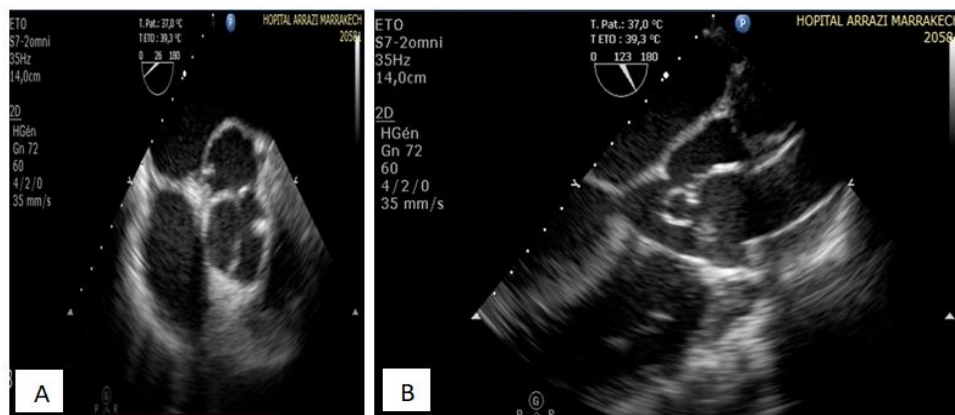 ETO
S7-2omni
35Hz
14,0cm
2D
HGén
Gn 72
60
4/2/0
35 mm/s
T. Pat.: 37,0 °C
T ETO : 39,3 °C
0 26 180
P
HOPITAL ARRAZI MARRAKECH
A
G
P R
ETO
S7-2omni
35Hz
14,0cm
2D
HGén
Gn 72
60
4/2/0
35 mm/s
T. Pat.: 37,0 °C
T ETO : 39,3 °C
0 123 180
P
HOPITAL ARRAZI MARRAKECH
B
G
P R